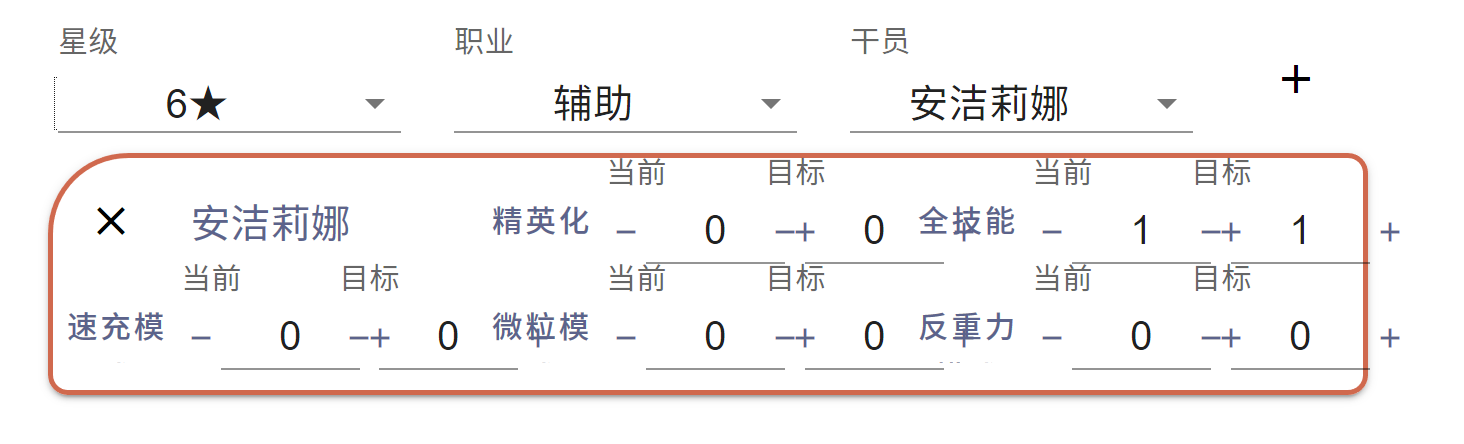 星级 职业 干员
6★ 辅助 安洁莉娜 +
当前 目标 当前 目标
× 安洁莉娜 精英化 − 0 −+ 0 + 全技能 − 1 −+ 1 +
当前 目标 当前 目标 当前 目标
速充模 − 0 −+ 0 + 微粒模 − 0 −+ 0 + 反重力 − 0 −+ 0 +